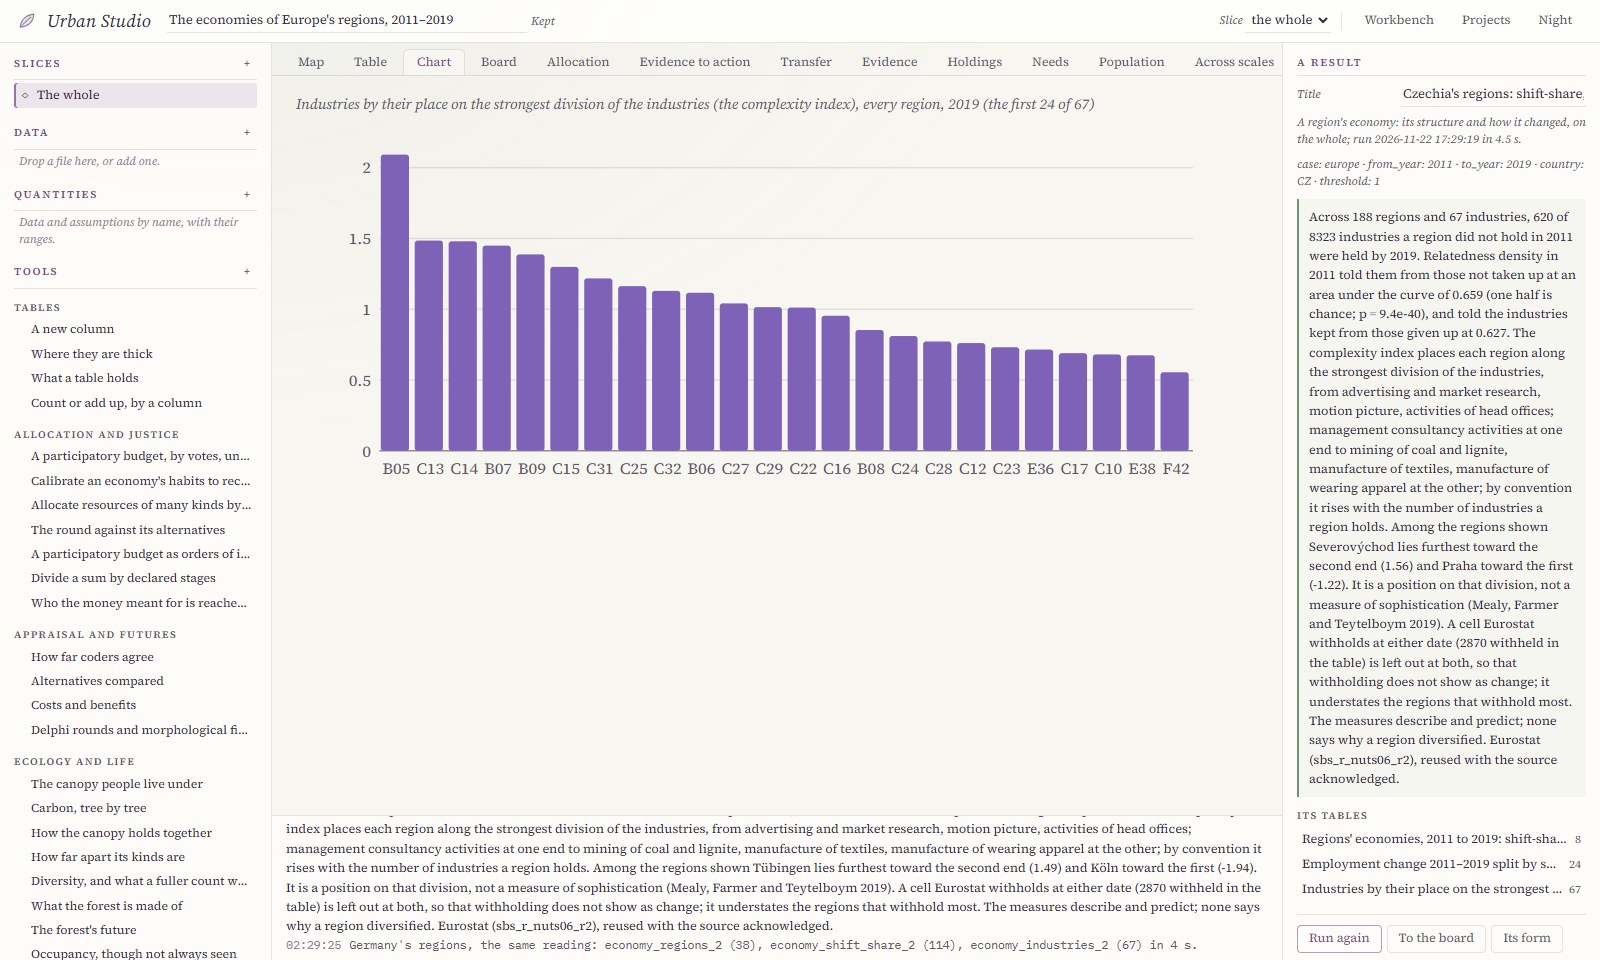 Urban Studio
The economies of Europe's regions, 2011–2019
Kept
Slice the whole
Workbench
Projects
Night
SLICES +
◇ The whole
DATA +
Drop a file here, or add one.
QUANTITIES +
Data and assumptions by name, with their
ranges.
TOOLS +
TABLES
A new column
Where they are thick
What a table holds
Count or add up, by a column
ALLOCATION AND JUSTICE
A participatory budget, by votes, un...
Calibrate an economy's habits to rec...
Allocate resources of many kinds by...
The round against its alternatives
A participatory budget as orders of i...
Divide a sum by declared stages
Who the money meant for is reache...
APPRAISAL AND FUTURES
How far coders agree
Alternatives compared
Costs and benefits
Delphi rounds and morphological fi...
ECOLOGY AND LIFE
The canopy people live under
Carbon, tree by tree
How the canopy holds together
How far apart its kinds are
Diversity, and what a fuller count w...
What the forest is made of
The forest's future
Occupancy, though not always seen
Map Table Chart Board Allocation Evidence to action Transfer Evidence Holdings Needs Population Across scales
Industries by their place on the strongest division of the industries (the complexity index), every region, 2019 (the first 24 of 67)
2
1.5
1
0.5
0
B05 C13 C14 B07 B09 C15 C31 C25 C32 B06 C27 C29 C22 C16 B08 C24 C28 C12 C23 E36 C17 C10 E38 F42
index places each region along the strongest division of the industries, from advertising and market research, motion picture, activities of head offices;
management consultancy activities at one end to mining of coal and lignite, manufacture of textiles, manufacture of wearing apparel at the other; by convention it
rises with the number of industries a region holds. Among the regions shown Tübingen lies furthest toward the second end (1.49) and Köln toward the first (-1.94).
It is a position on that division, not a measure of sophistication (Mealy, Farmer and Teytelboym 2019). A cell Eurostat withholds at either date (2870 withheld in the
table) is left out at both, so that withholding does not show as change; it understates the regions that withhold most. The measures describe and predict; none says
why a region diversified. Eurostat (sbs_r_nuts06_r2), reused with the source acknowledged.
02:29:25 Germany's regions, the same reading: economy_regions_2 (38), economy_shift_share_2 (114), economy_industries_2 (67) in 4 s.
A RESULT
Title Czechia's regions: shift-share,
A region's economy: its structure and how it changed, on
the whole; run 2026-11-22 17:29:19 in 4.5 s.
case: europe · from_year: 2011 · to_year: 2019 · country:
CZ · threshold: 1
Across 188 regions and 67 industries, 620 of
8323 industries a region did not hold in 2011
were held by 2019. Relatedness density in
2011 told them from those not taken up at an
area under the curve of 0.659 (one half is
chance; p = 9.4e-40), and told the industries
kept from those given up at 0.627. The
complexity index places each region along
the strongest division of the industries,
from advertising and market research,
motion picture, activities of head offices;
management consultancy activities at one
end to mining of coal and lignite,
manufacture of textiles, manufacture of
wearing apparel at the other; by convention
it rises with the number of industries a
region holds. Among the regions shown
Severovýchod lies furthest toward the
second end (1.56) and Praha toward the first
(-1.22). It is a position on that division, not a
measure of sophistication (Mealy, Farmer
and Teytelboym 2019). A cell Eurostat
withholds at either date (2870 withheld in
the table) is left out at both, so that
withholding does not show as change; it
understates the regions that withhold most.
The measures describe and predict; none
says why a region diversified. Eurostat
(sbs_r_nuts06_r2), reused with the source
acknowledged.
ITS TABLES
Regions' economies, 2011 to 2019: shift-sha... 8
Employment change 2011–2019 split by s... 24
Industries by their place on the strongest ... 67
Run again
To the board
Its form